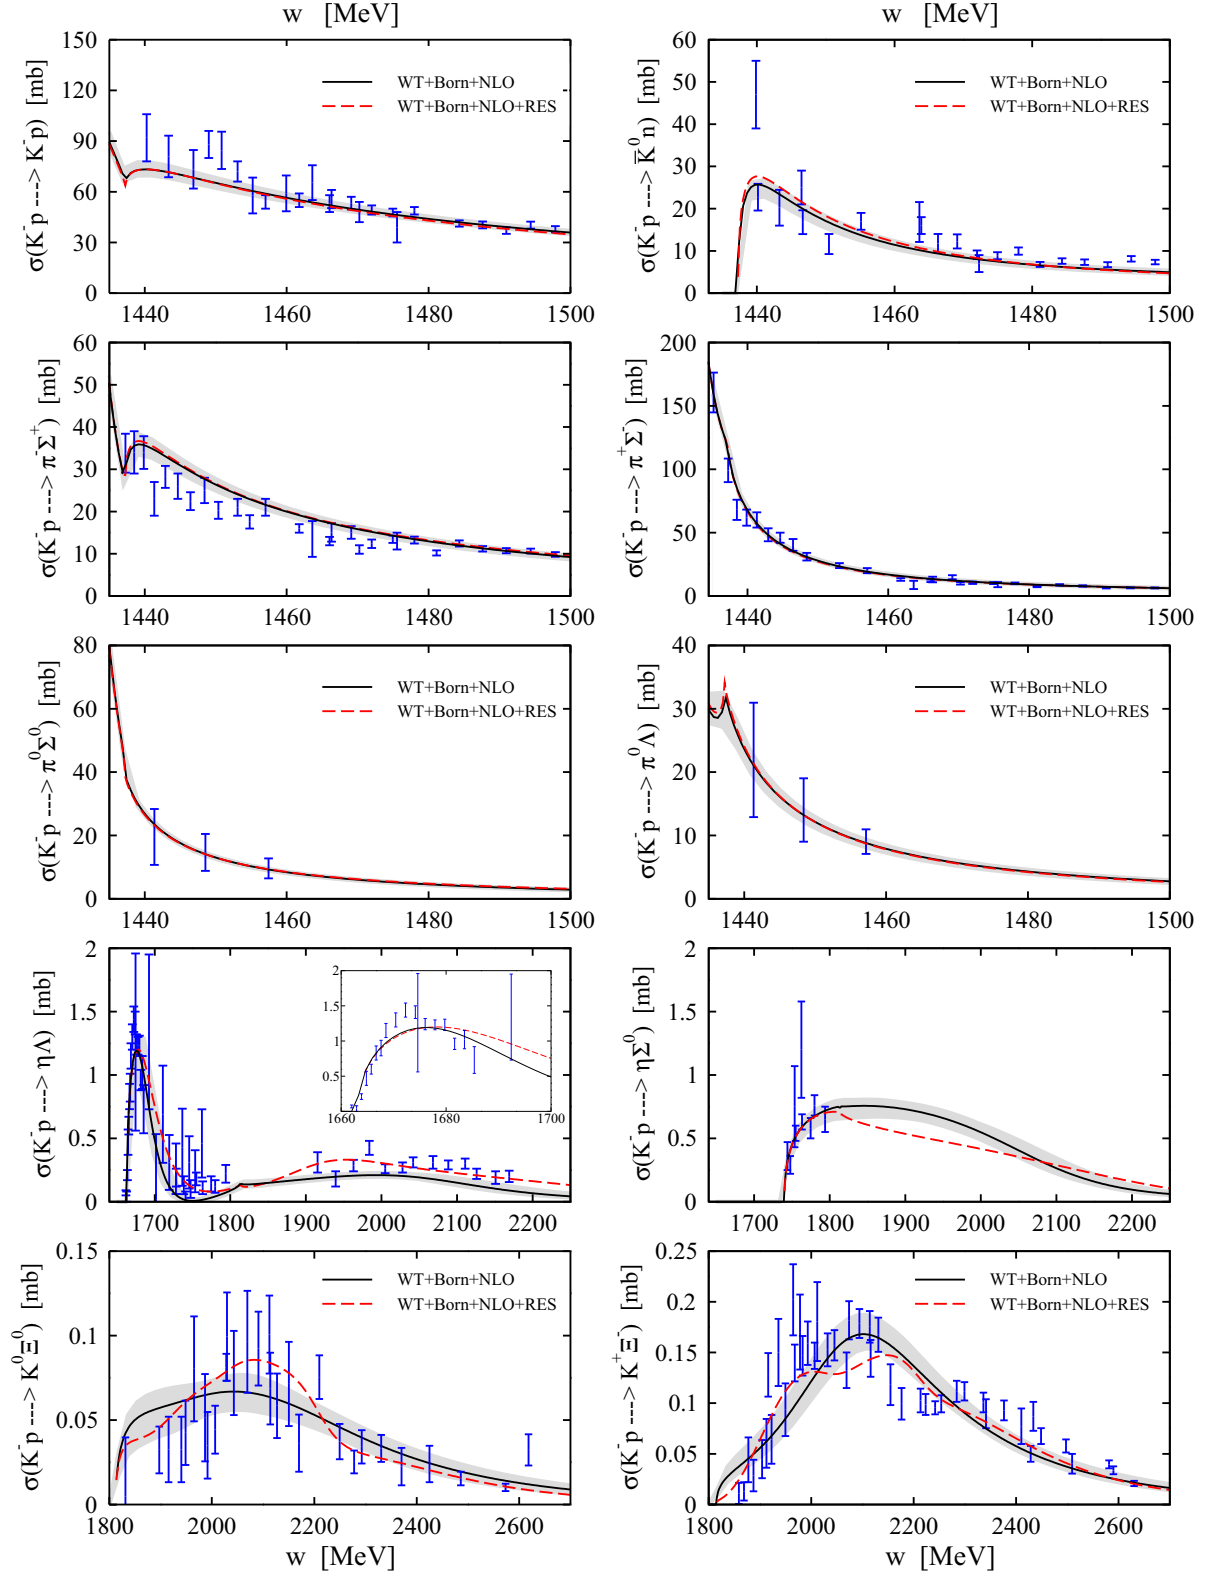 w [MeV]
w [MeV]
σ(K⁻p ---> K⁻p) [mb]
150
120
90
60
30
0
WT+Born+NLO
WT+Born+NLO+RES
1440 1460 1480 1500
σ(K⁻p ---> K̅⁰n) [mb]
60
50
40
30
20
10
0
WT+Born+NLO
WT+Born+NLO+RES
1440 1460 1480 1500
σ(K⁻p ---> π⁻Σ⁺) [mb]
60
50
40
30
20
10
0
1440 1460 1480 1500
σ(K⁻p ---> π⁺Σ⁻) [mb]
200
150
100
50
0
1440 1460 1480 1500
σ(K⁻p ---> π⁰Σ⁰) [mb]
80
60
40
20
0
WT+Born+NLO
WT+Born+NLO+RES
1440 1460 1480 1500
σ(K⁻p ---> π⁰Λ) [mb]
40
30
20
10
0
WT+Born+NLO
WT+Born+NLO+RES
1440 1460 1480 1500
σ(K⁻p ---> ηΛ) [mb]
2
1.5
1
0.5
0
2
1.5
1
0.5
1660 1680 1700
1700 1800 1900 2000 2100 2200
σ(K⁻p ---> ηΣ⁰) [mb]
2
1.5
1
0.5
0
1700 1800 1900 2000 2100 2200
σ(K⁻p ---> K⁰Ξ⁰) [mb]
0.15
0.1
0.05
0
WT+Born+NLO
WT+Born+NLO+RES
1800 2000 2200 2400 2600
w [MeV]
σ(K⁻p ---> K⁺Ξ⁻) [mb]
0.25
0.2
0.15
0.1
0.05
0
WT+Born+NLO
WT+Born+NLO+RES
1800 2000 2200 2400 2600
w [MeV]